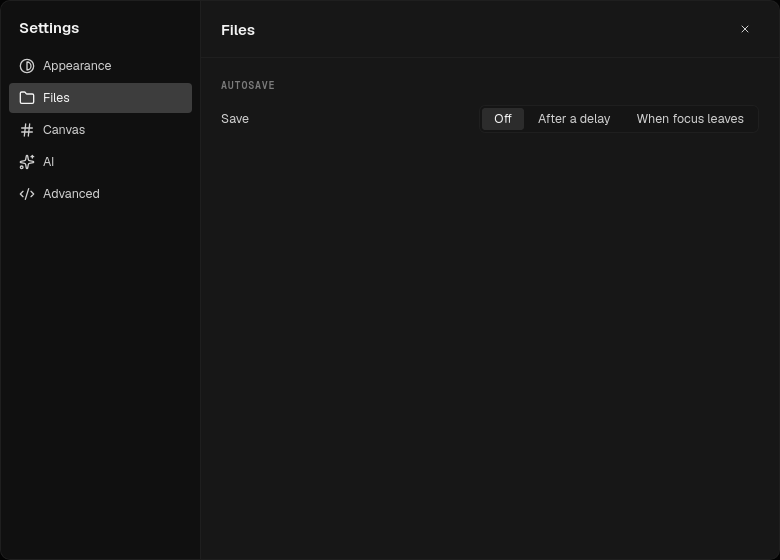 Settings
Appearance
Files
Canvas
AI
Advanced
Files
AUTOSAVE
Save
Off
After a delay
When focus leaves